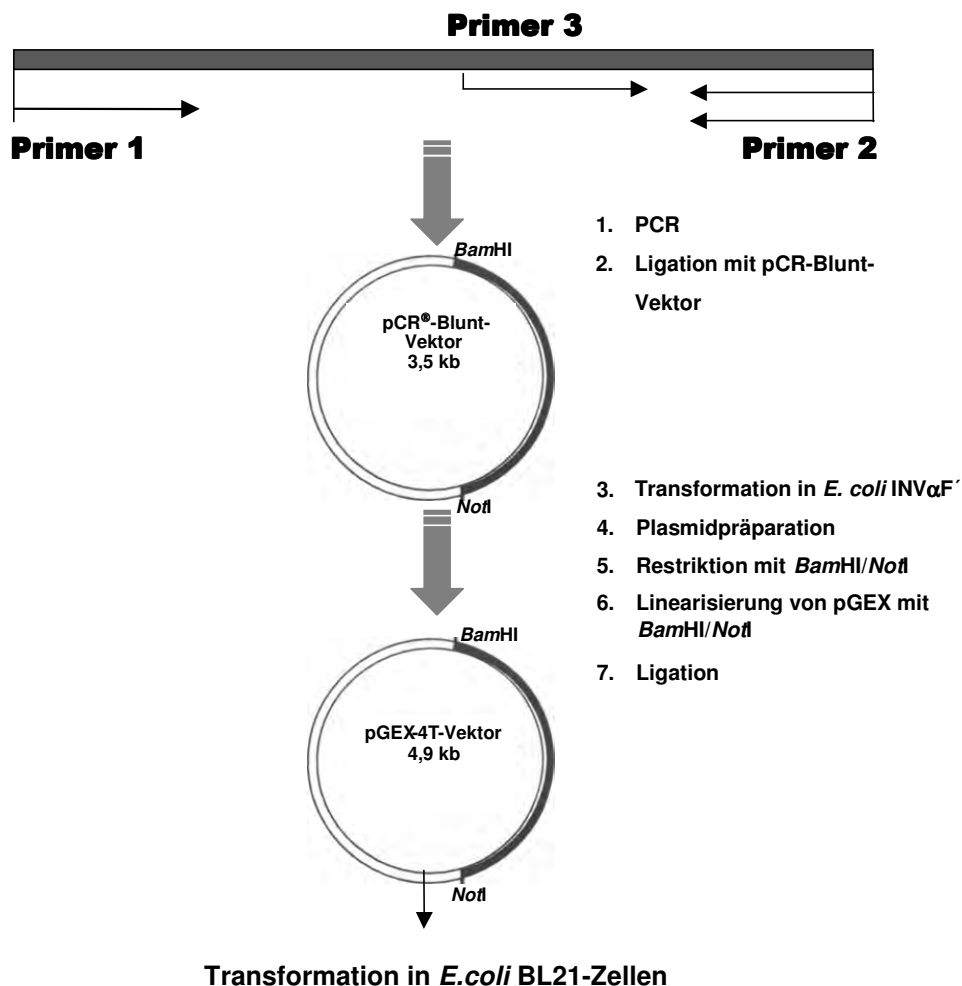 Primer 3
Primer 1
Primer 2
1. PCR
2. Ligation mit pCR-Blunt-
Vektor
BamHI
pCR®-Blunt-
Vektor
3,5 kb
NotI
3. Transformation in E. coli INVαF´
4. Plasmidpräparation
5. Restriktion mit BamHI/NotI
6. Linearisierung von pGEX mit
BamHI/NotI
7. Ligation
BamHI
pGEX-4T-Vektor
4,9 kb
NotI
Transformation in E.coli BL21-Zellen